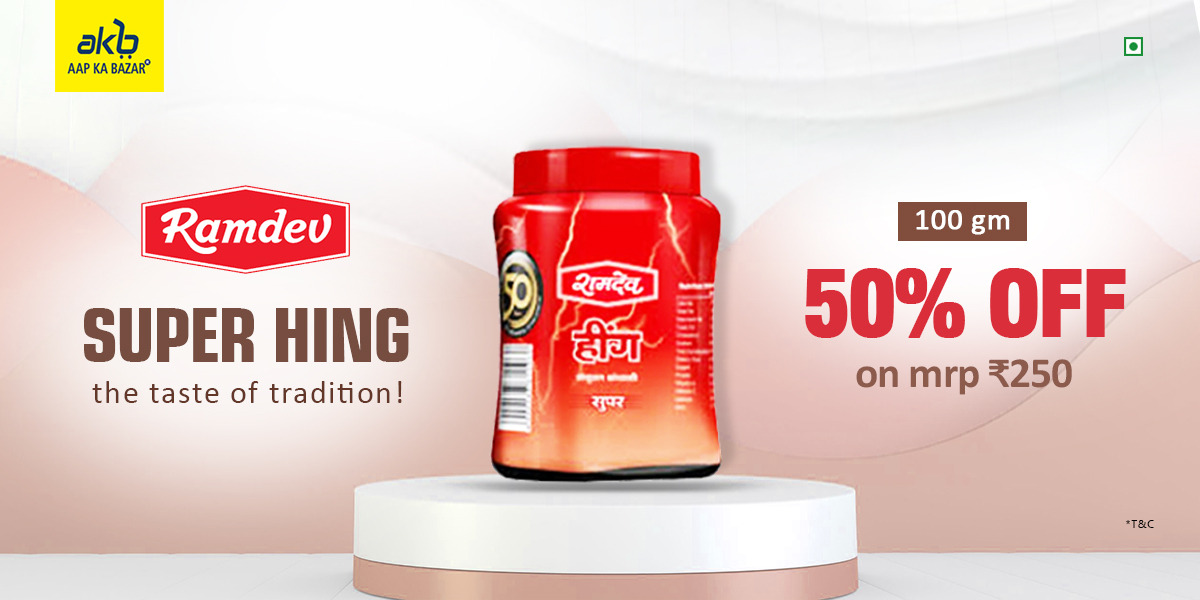 akb
AAP KA BAZAR
Ramdev
SUPER HING
the taste of tradition!
50
रामदेव
हींग
सुपर
100 gm
50% OFF
on mrp ₹250
*T&C